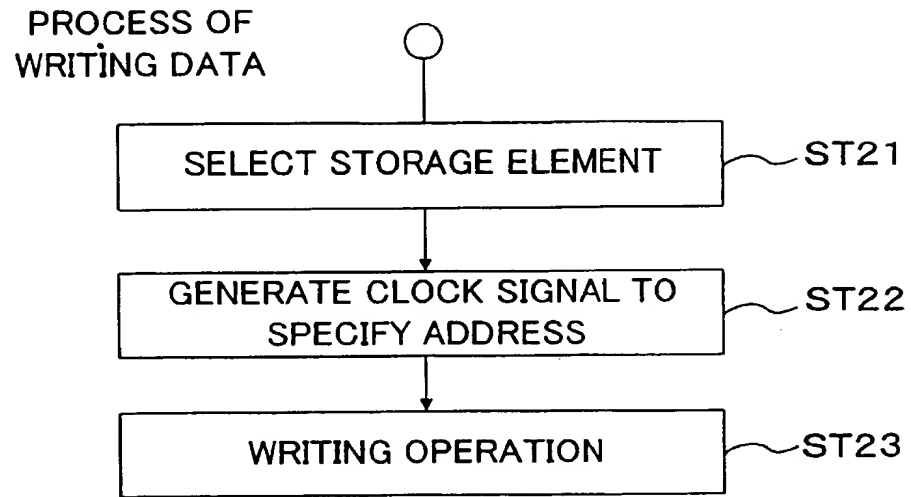 PROCESS OF
WRITING DATA
SELECT STORAGE ELEMENT
ST21
GENERATE CLOCK SIGNAL TO
SPECIFY ADDRESS
ST22
WRITING OPERATION
ST23